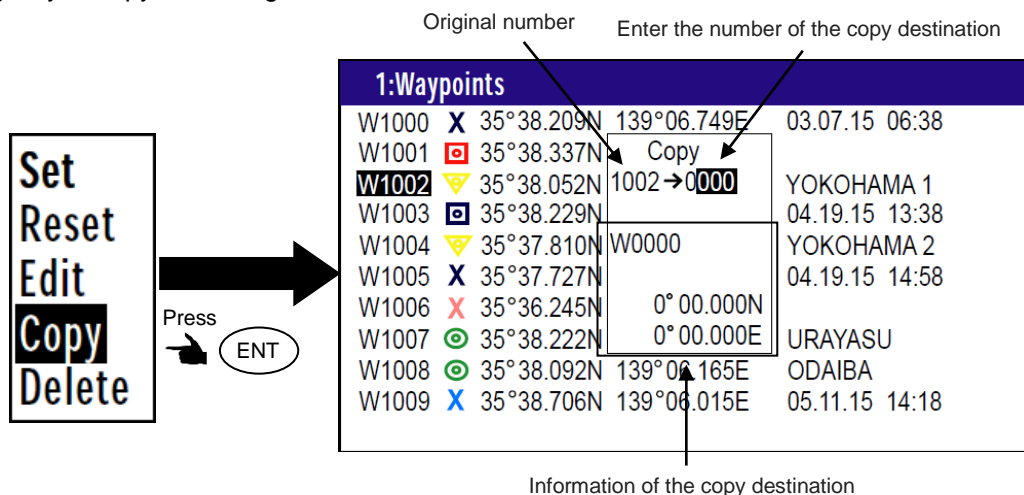 Original number
Enter the number of the copy destination
1:Waypoints
W1000 X 35°38.209N 139°06.749E 03.07.15 06:38
W1001 35°38.337N Copy
W1002 35°38.052N 1002→0000 YOKOHAMA 1
W1003 35°38.229N 04.19.15 13:38
W1004 35°37.810N W0000 YOKOHAMA 2
W1005 X 35°37.727N 04.19.15 14:58
W1006 X 35°36.245N 0°00.000N
W1007 35°38.222N 0°00.000E URAYASU
W1008 35°38.092N 139°06.165E ODAIBA
W1009 X 35°38.706N 139°06.015E 05.11.15 14:18
Set
Reset
Edit
Copy
Delete
Press
ENT
Information of the copy destination